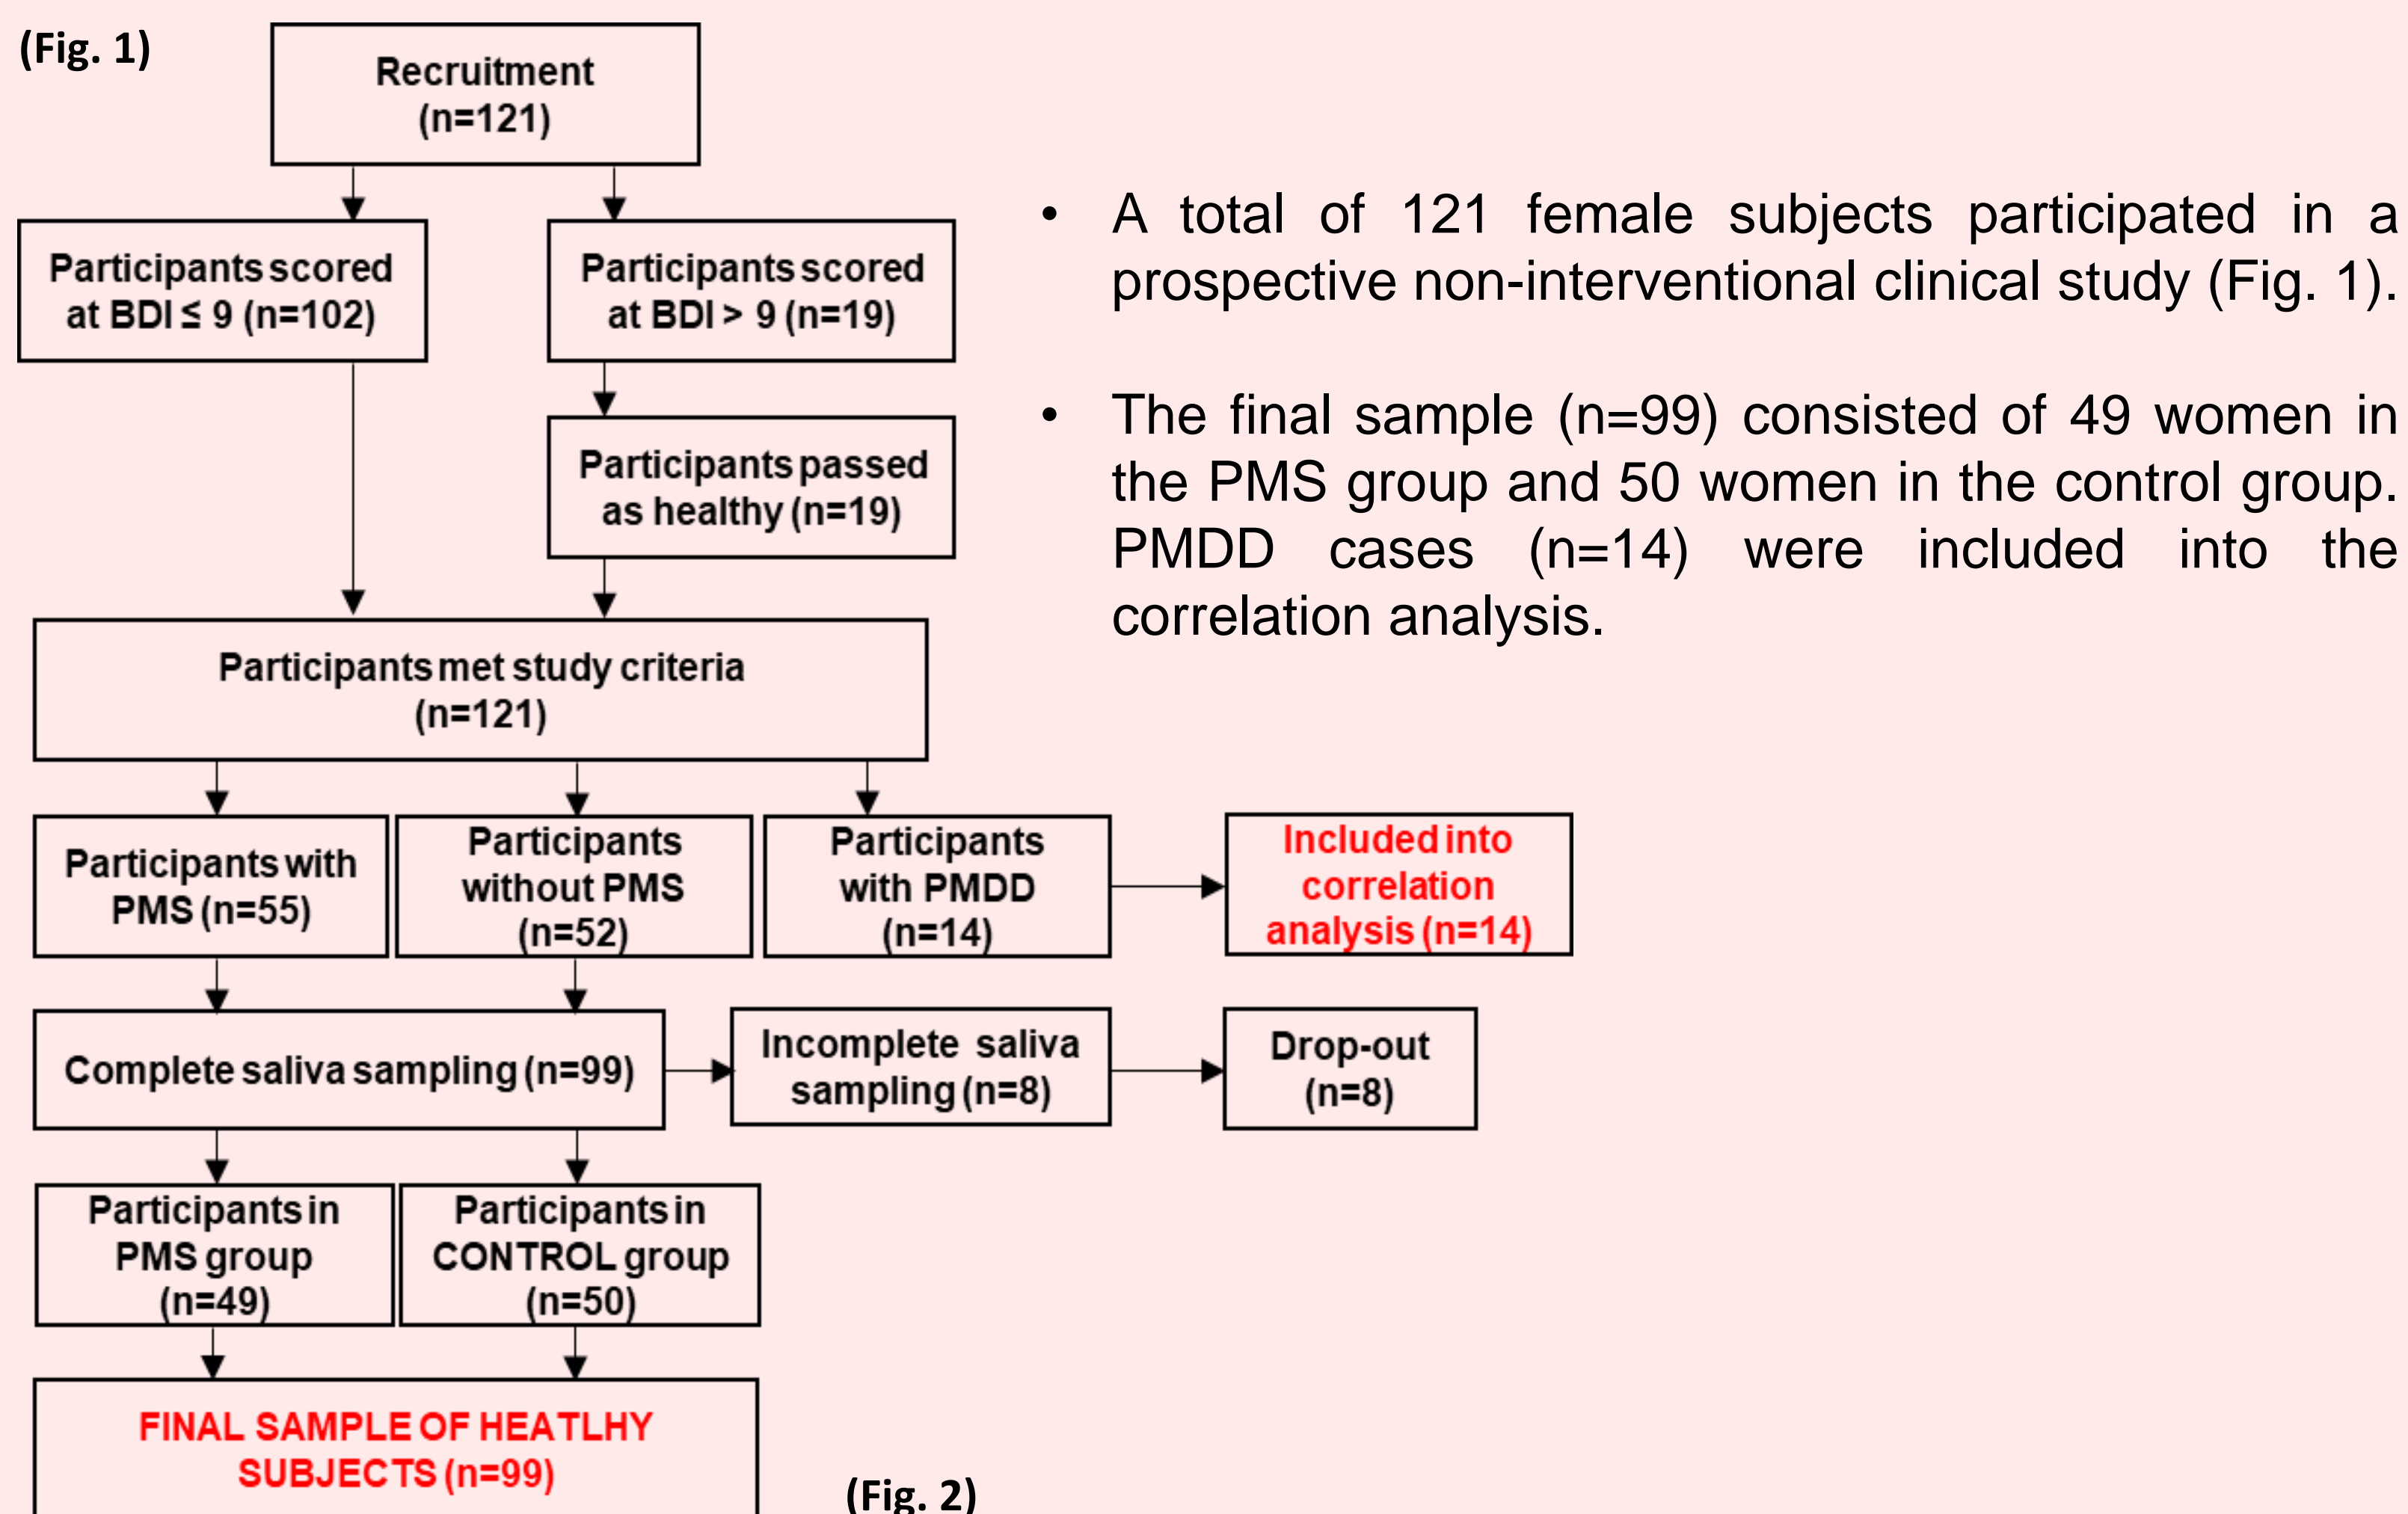 (Fig. 1)
Recruitment
(n=121)
Participants scored
at BDI ≤ 9 (n=102)
Participants scored
at BDI > 9 (n=19)
Participants passed
as healthy (n=19)
Participants met study criteria
(n=121)
Participants with
PMS (n=55)
Participants
without PMS
(n=52)
Participants
with PMDD
(n=14)
Included into
correlation
analysis (n=14)
Complete saliva sampling (n=99)
Incomplete saliva
sampling (n=8)
Drop-out
(n=8)
Participants in
PMS group
(n=49)
Participants in
CONTROL group
(n=50)
FINAL SAMPLE OF HEATLHY
SUBJECTS (n=99)
• A total of 121 female subjects participated in a
prospective non-interventional clinical study (Fig. 1).
• The final sample (n=99) consisted of 49 women in
the PMS group and 50 women in the control group.
PMDD cases (n=14) were included into the
correlation analysis.
(Fig. 2)